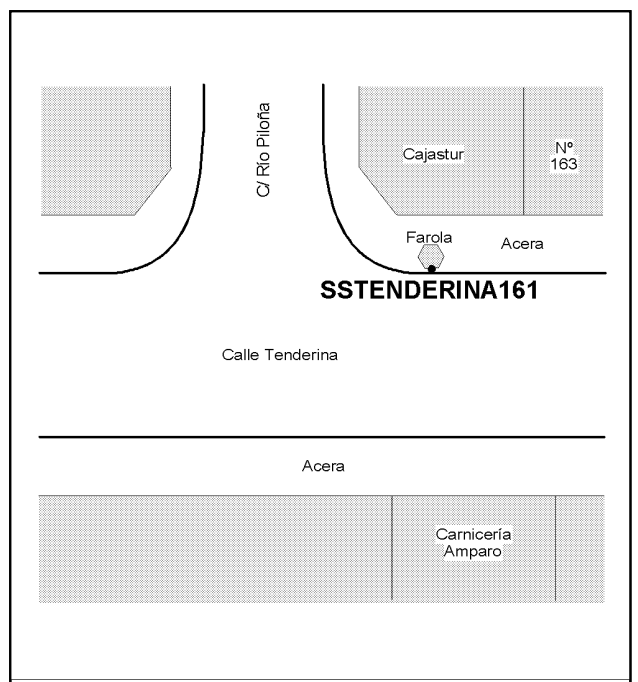 C/ Río Piloña
Cajastur
Nº
163
Farola
Acera
SSTENDERINA161
Calle Tenderina
Acera
Carnicería
Amparo